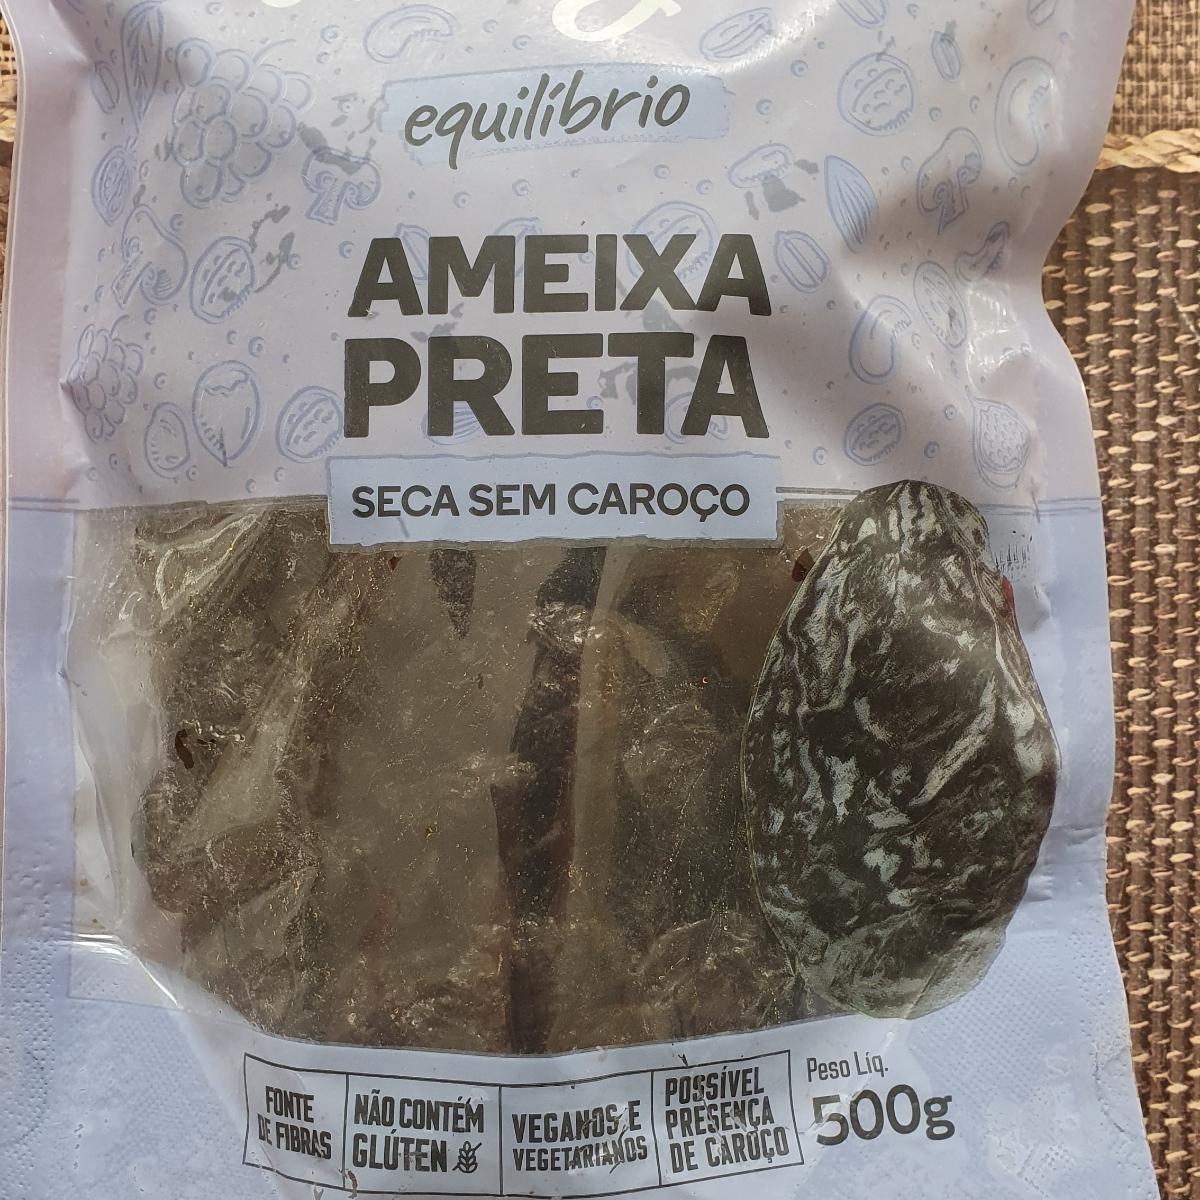 equilíbrio
AMEIXA
PRETA
SECA SEM CAROÇO
FONTE
DE FIBRAS
NÃO CONTÉM
GLÚTEN
VEGANOS E
VEGETARIANOS
POSSÍVEL
PRESENÇA
DE CAROÇO
Peso Líq.
500g